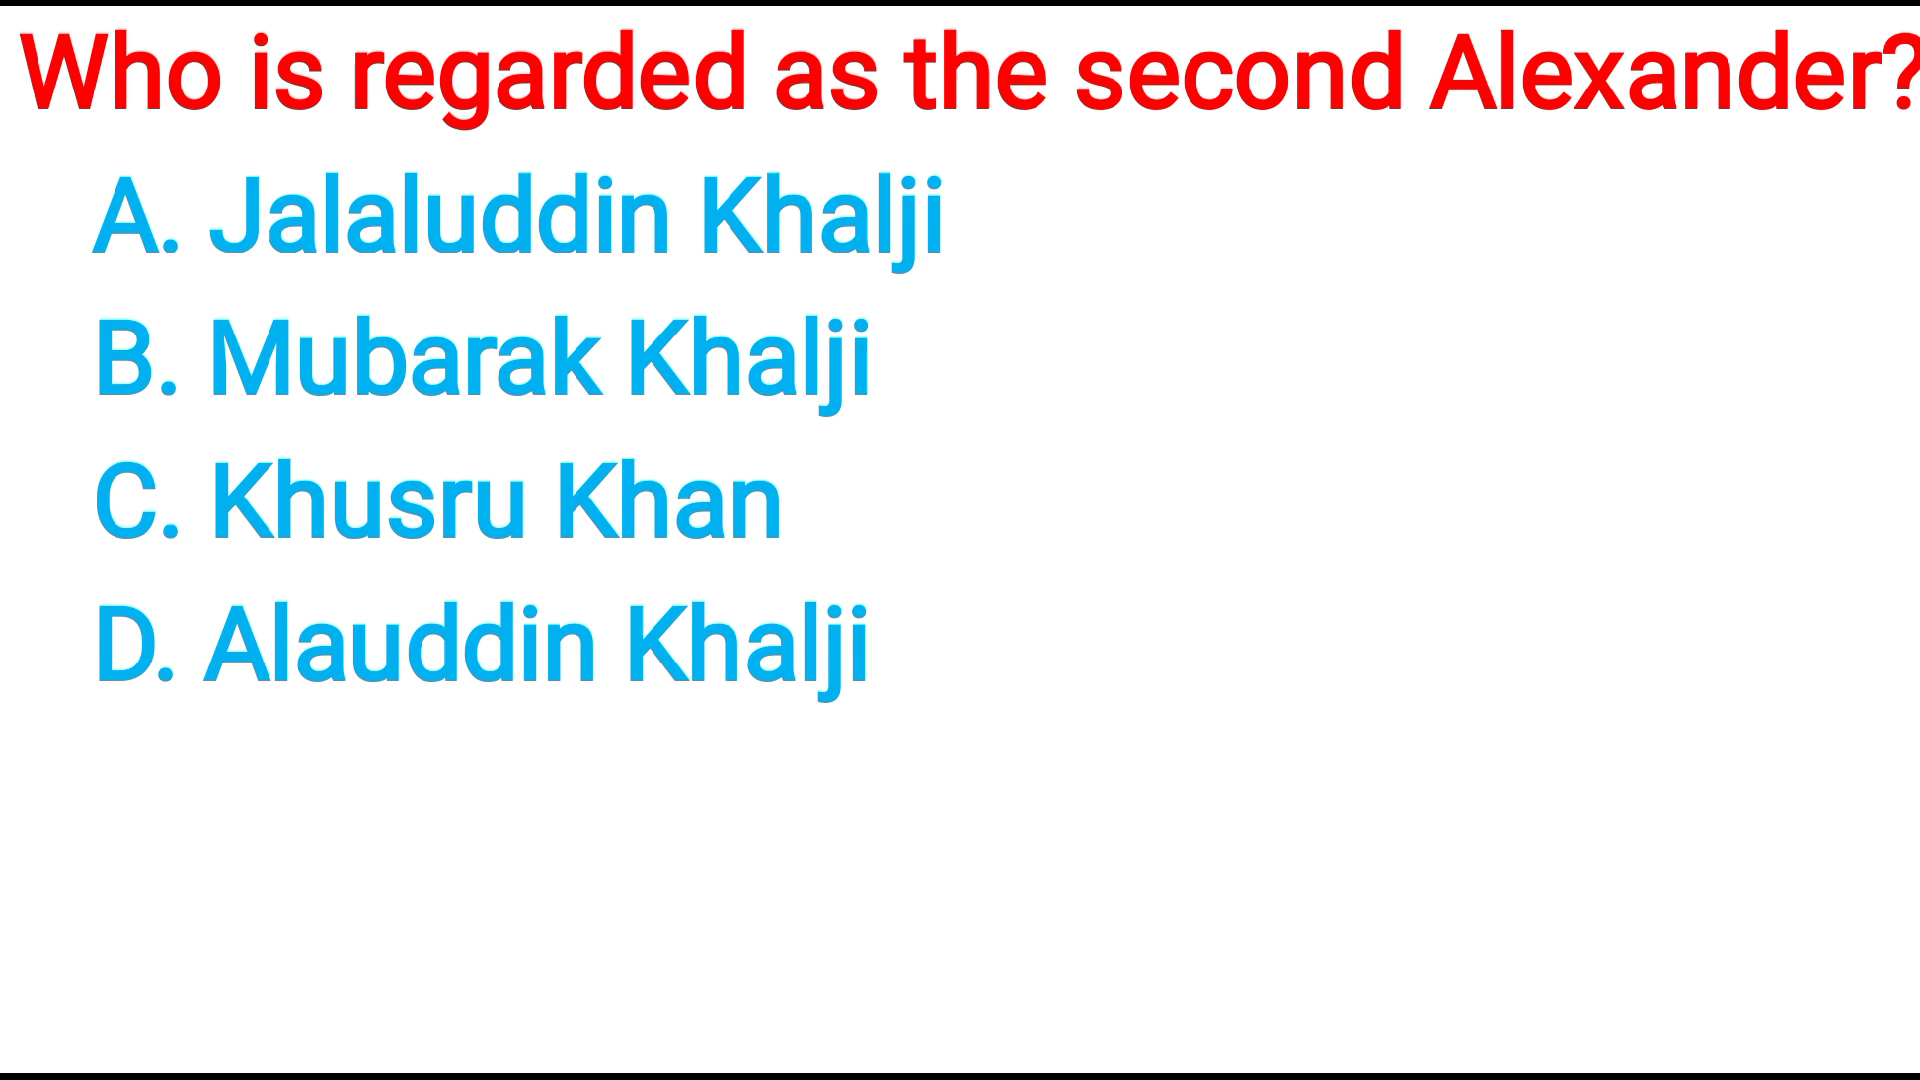 Who is regarded as the second Alexander?
A. Jalaluddin Khalji
B. Mubarak Khalji
C. Khusru Khan
D. Alauddin Khalji